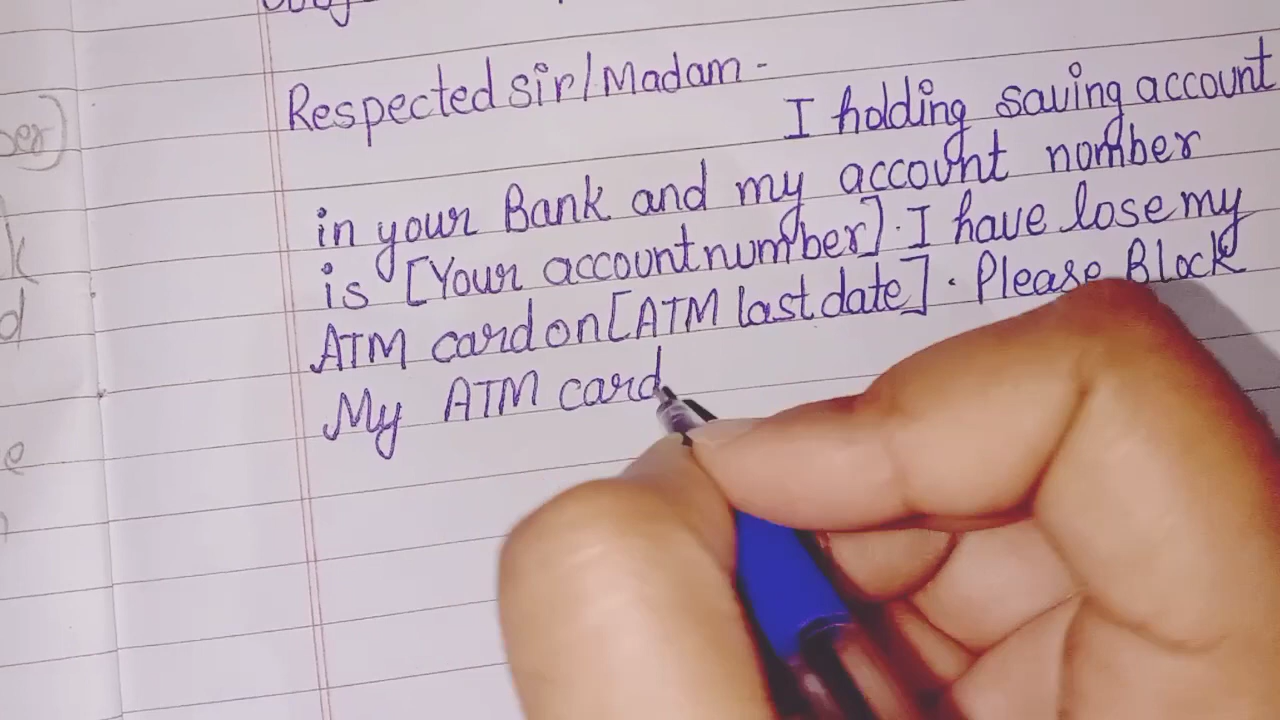 Respected sir/Madam -
I holding saving account
in your Bank and my account nomber
is [Your account number]. I have lose my
ATM card on [ATM last date]. Please Block
My ATM card